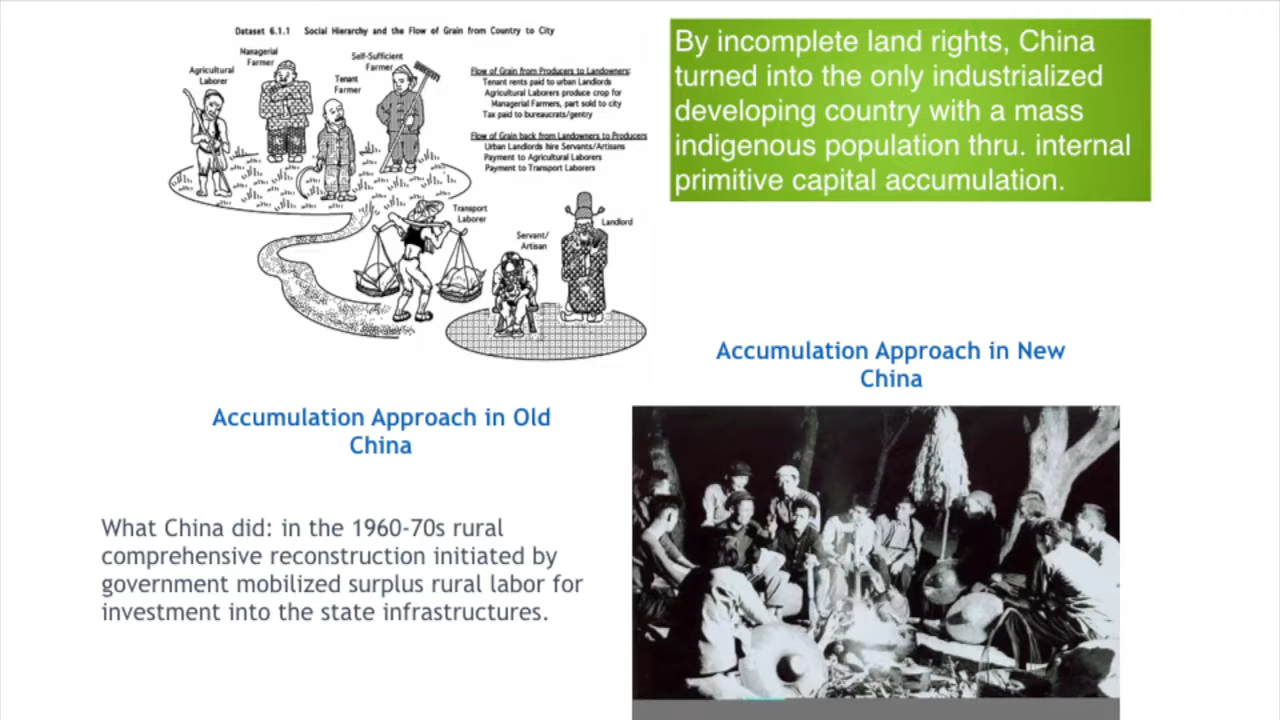 Dataset 6.1.1 Social Hierarchy and the Flow of Grain from Country to City
Managerial
Farmer
Self-Sufficient
Farmer
Agricultural
Laborer
Tenant
Farmer
Flow of Grain from Producers to Landowners:
Tenant rents paid to urban Landlords
Agricultural Laborers produce crop for
Managerial Farmers, part sold to city
Tax paid to bureaucrats/gentry
Flow of Grain back from Landowners to Producers
Urban Landlords hire Servants/Artisans
Payment to Agricultural Laborers
Payment to Transport Laborers
Transport
Laborer
Servant/
Artisan
Landlord
By incomplete land rights, China
turned into the only industrialized
developing country with a mass
indigenous population thru. internal
primitive capital accumulation.
Accumulation Approach in New
China
Accumulation Approach in Old
China
What China did: in the 1960-70s rural
comprehensive reconstruction initiated by
government mobilized surplus rural labor for
investment into the state infrastructures.